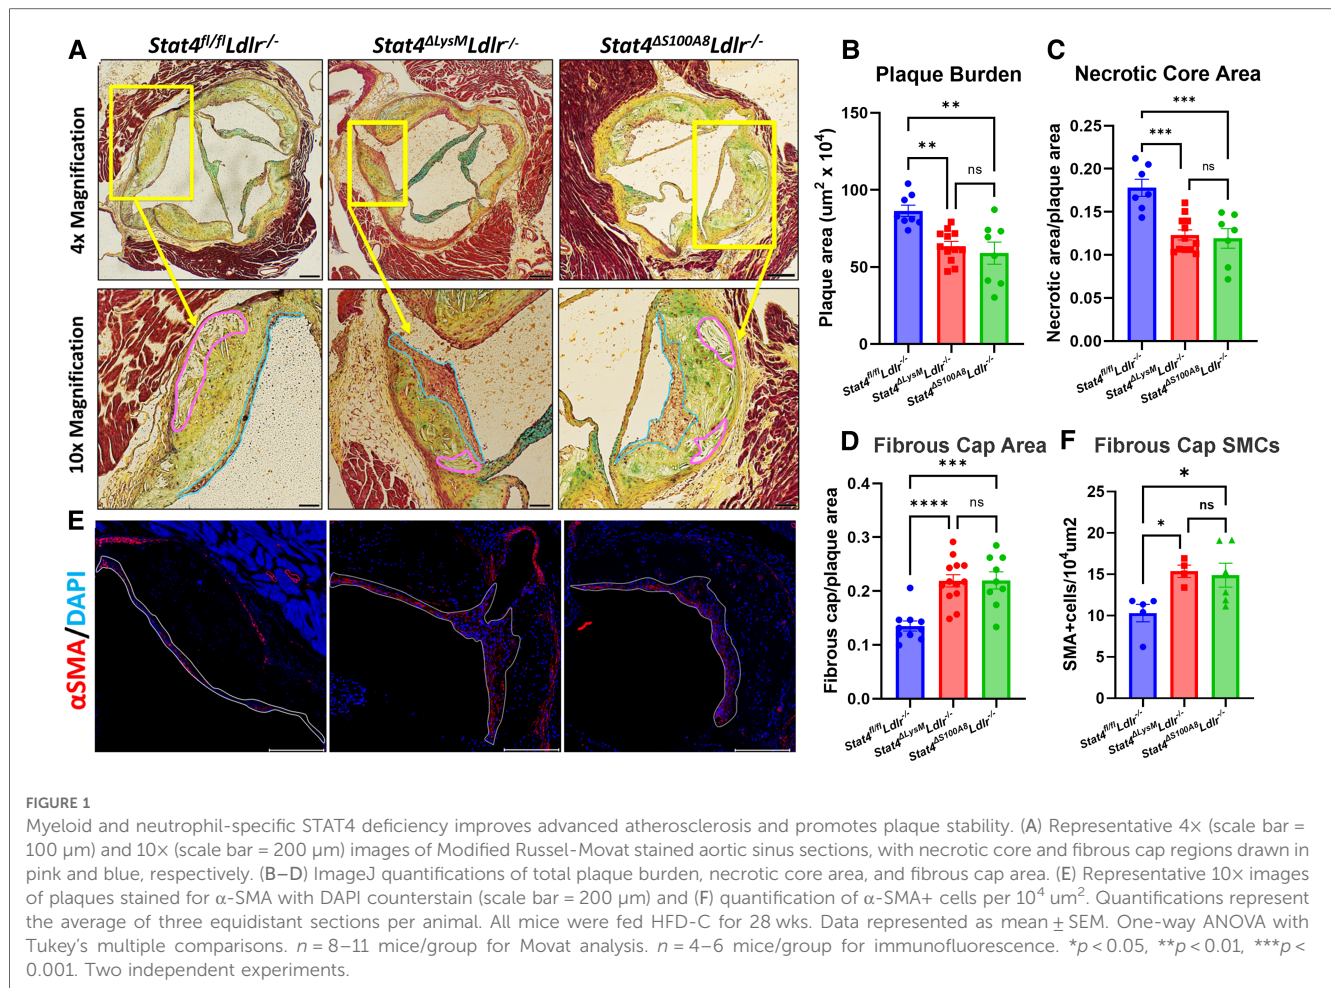 A
Stat4fl/flLdlr-/-
Stat4ΔLysMLdlr-/-
Stat4ΔS100A8Ldlr-/-
4x Magnification
10x Magnification
B
Plaque Burden
Plaque area (um2 x 104)
150
100
50
0
**
**
ns
Stat4fl/flLdlr-/-
Stat4ΔLysMLdlr-/-
Stat4ΔS100A8Ldlr-/-
C
Necrotic Core Area
Necrotic area/plaque area
0.25
0.20
0.15
0.10
0.05
0.00
***
***
ns
Stat4fl/flLdlr-/-
Stat4ΔLysMLdlr-/-
Stat4ΔS100A8Ldlr-/-
D
Fibrous Cap Area
Fibrous cap/plaque area
0.4
0.3
0.2
0.1
0.0
***
****
ns
Stat4fl/flLdlr-/-
Stat4ΔLysMLdlr-/-
Stat4ΔS100A8Ldlr-/-
E
αSMA/DAPI
F
Fibrous Cap SMCs
SMA+cells/104um2
25
20
15
10
5
0
*
*
ns
Stat4fl/flLdlr-/-
Stat4ΔLysMLdlr-/-
Stat4ΔS100A8Ldlr-/-
FIGURE 1
Myeloid and neutrophil-specific STAT4 deficiency improves advanced atherosclerosis and promotes plaque stability. (A) Representative 4× (scale bar =
100 μm) and 10× (scale bar = 200 μm) images of Modified Russel-Movat stained aortic sinus sections, with necrotic core and fibrous cap regions drawn in
pink and blue, respectively. (B–D) ImageJ quantifications of total plaque burden, necrotic core area, and fibrous cap area. (E) Representative 10× images
of plaques stained for α-SMA with DAPI counterstain (scale bar = 200 μm) and (F) quantification of α-SMA+ cells per 104 um2. Quantifications represent
the average of three equidistant sections per animal. All mice were fed HFD-C for 28 wks. Data represented as mean ± SEM. One-way ANOVA with
Tukey's multiple comparisons. n = 8–11 mice/group for Movat analysis. n = 4–6 mice/group for immunofluorescence. *p < 0.05, **p < 0.01, ***p <
0.001. Two independent experiments.